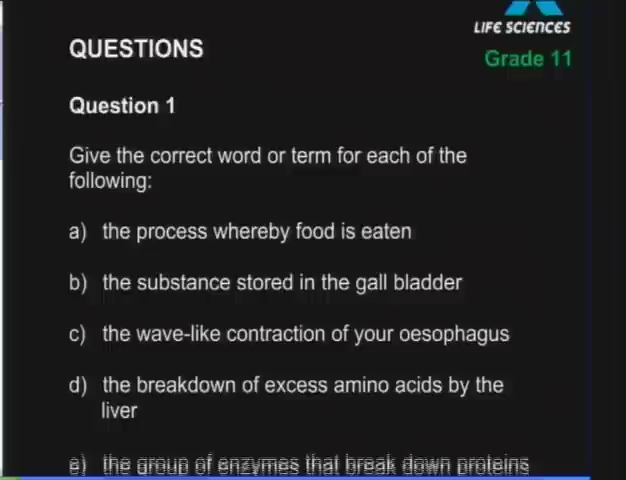 LIFE SCIENCES
QUESTIONS
Grade 11
Question 1
Give the correct word or term for each of the
following:
a) the process whereby food is eaten
b) the substance stored in the gall bladder
c) the wave-like contraction of your oesophagus
d) the breakdown of excess amino acids by the
liver
e) the group of enzymes that break down proteins